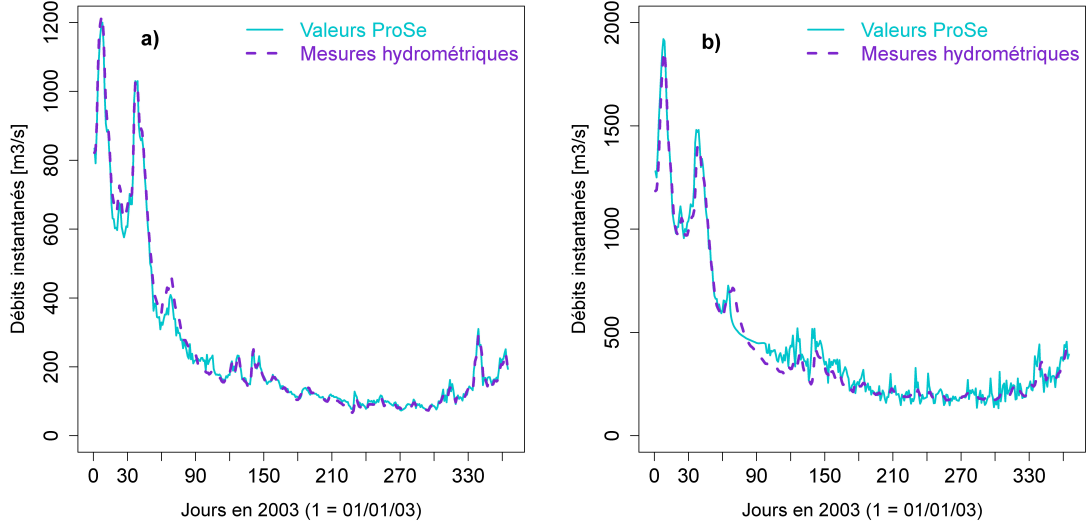 a)
Valeurs ProSe
Mesures hydrométriques
Débits instantanés [m3/s]
1200
1000
800
600
400
200
0
0 30 90 150 210 270 330
Jours en 2003 (1 = 01/01/03)
b)
Valeurs ProSe
Mesures hydrométriques
Débits instantanés [m3/s]
2000
1500
1000
500
0
0 30 90 150 210 270 330
Jours en 2003 (1 = 01/01/03)